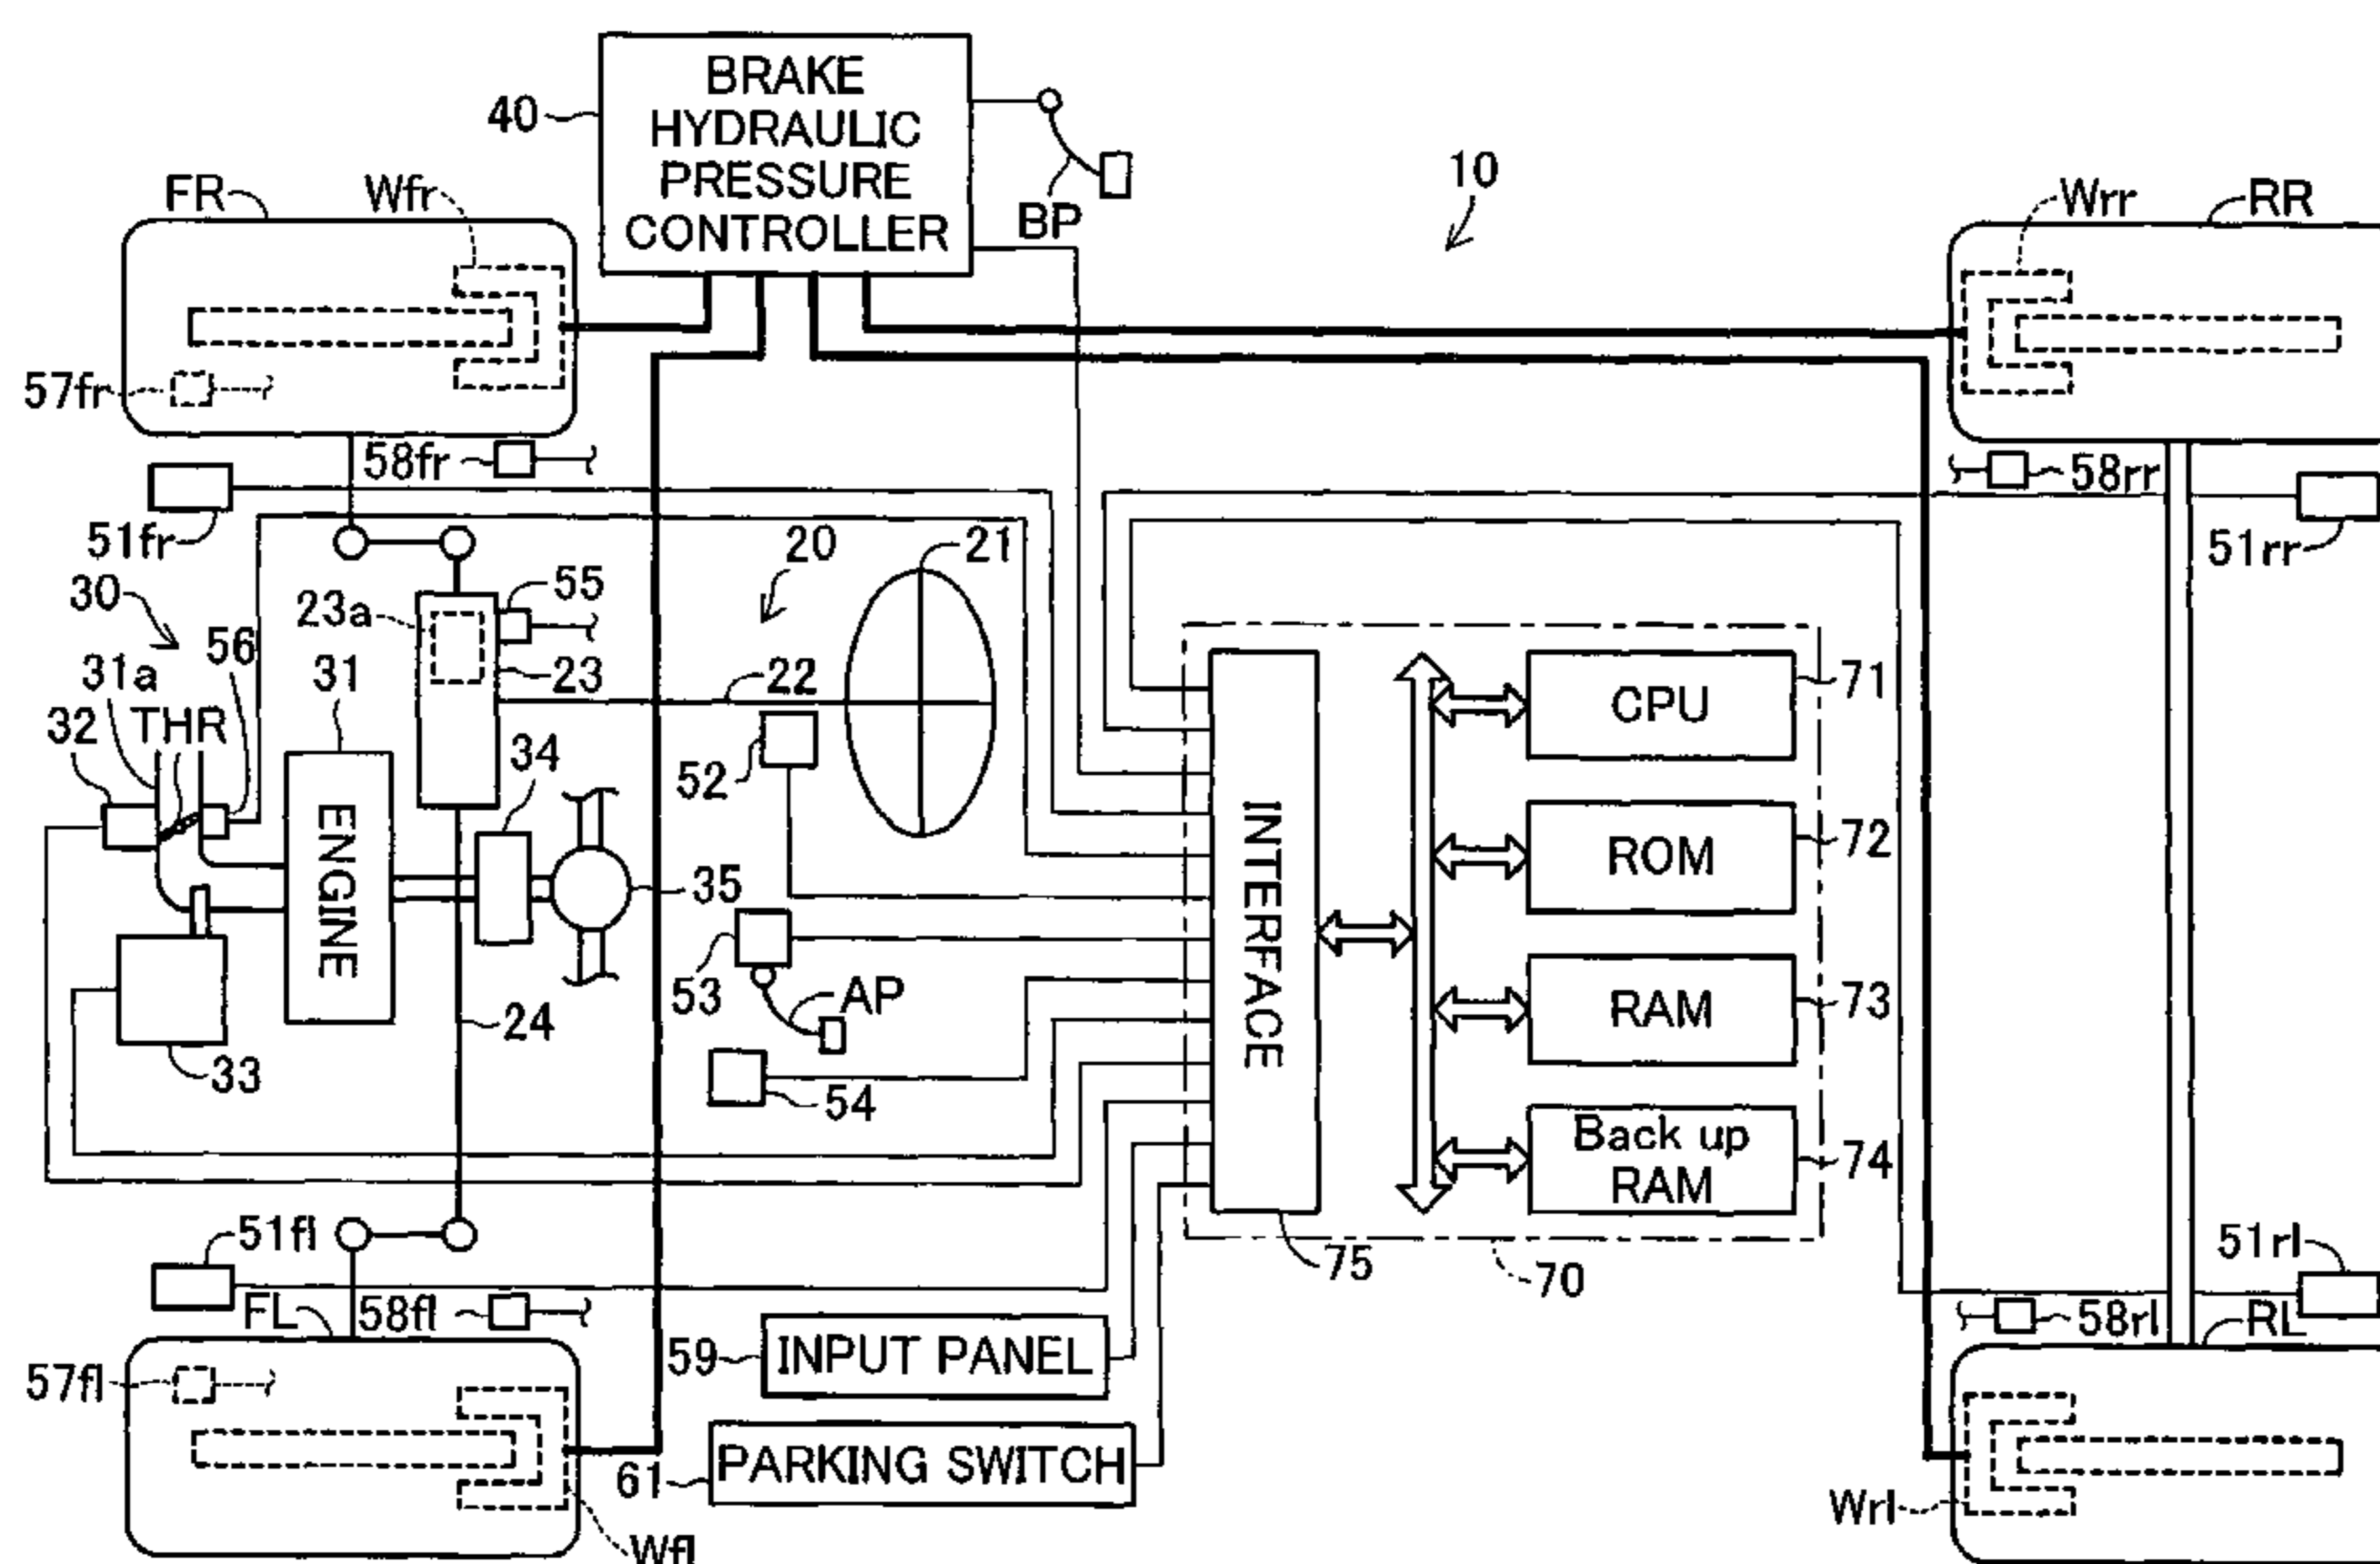 BRAKE
HYDRAULIC
PRESSURE
CONTROLLER
40
BP
10
FR
Wfr
Wrr
RR
57fr
58fr
58rr
51fr
51rr
20
21
30
23a
55
56
31a
31
23
22
32
THR
34
52
ENGINE
35
53
AP
33
24
54
INTERFACE
CPU
71
ROM
72
RAM
73
Back up
RAM
74
75
70
51fl
51rl
FL
58fl
58rl
RL
57fl
59
INPUT PANEL
61
PARKING SWITCH
Wfl
Wrl